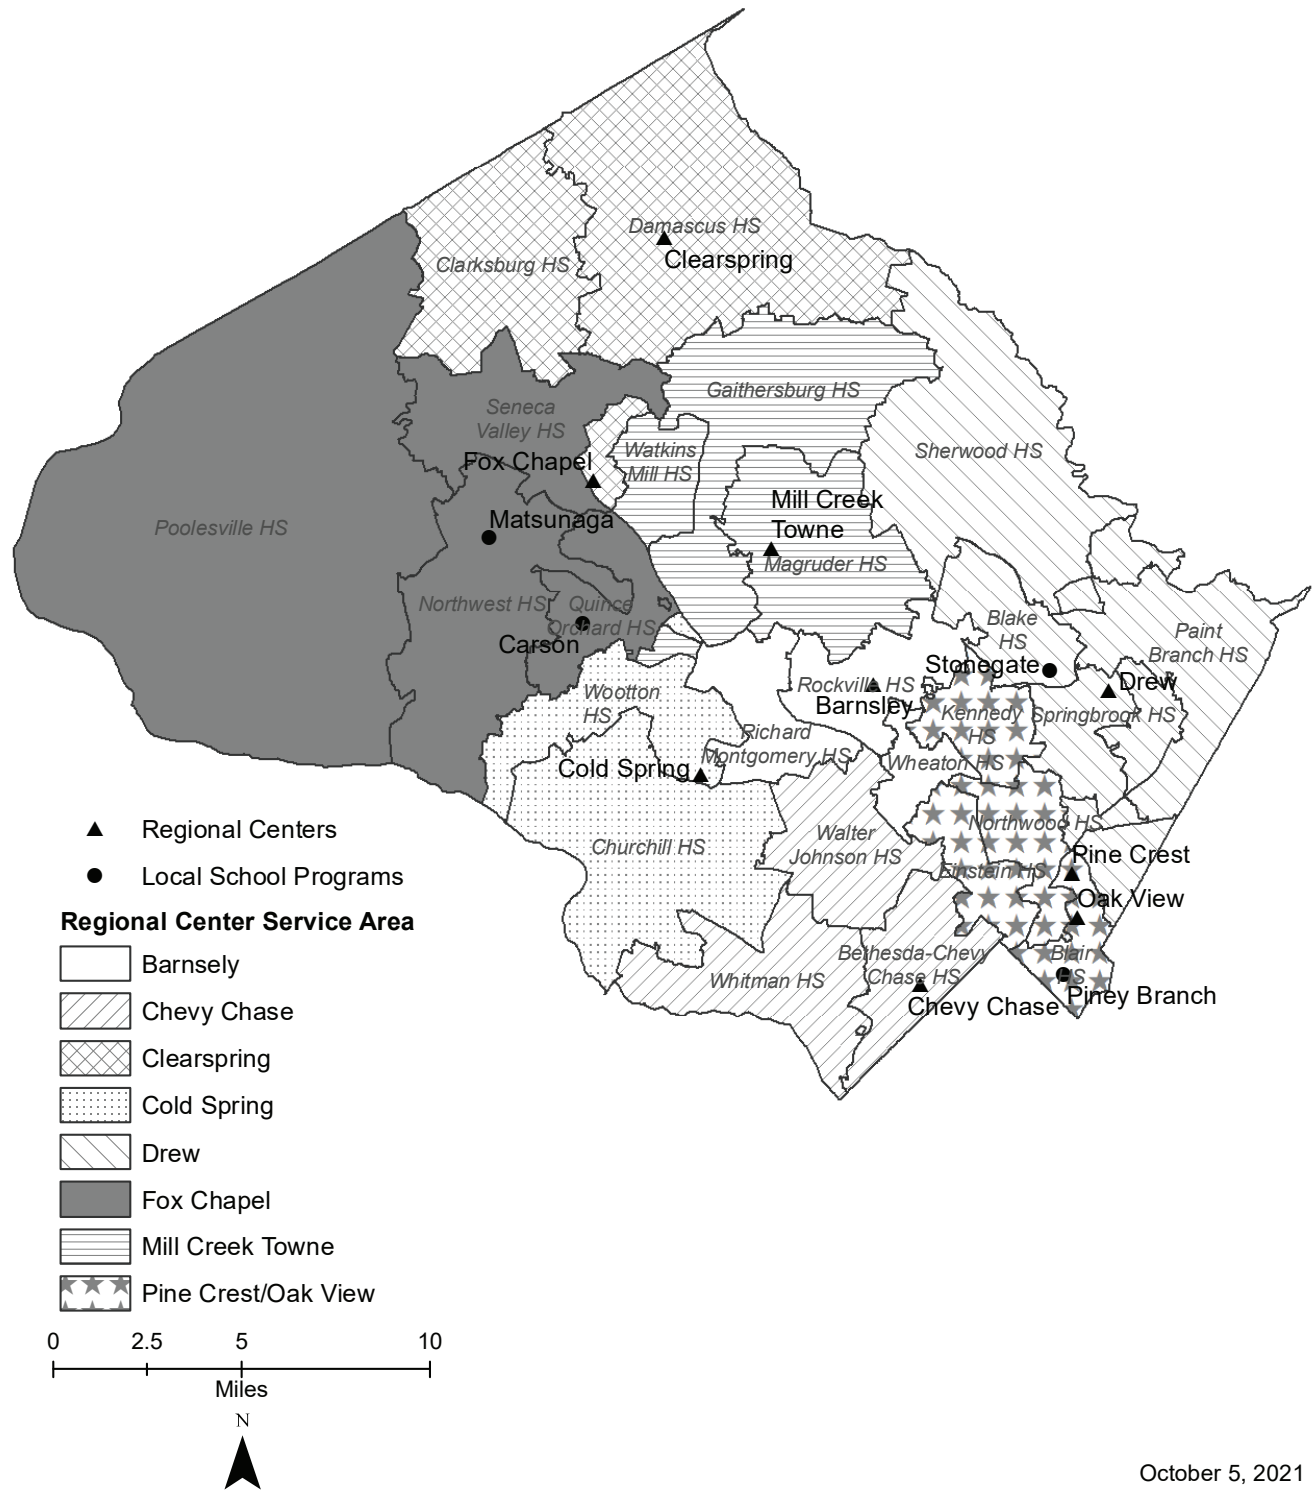 Damascus HS
Clearspring
Clarksburg HS
Gaithersburg HS
Seneca
Valley HS
Watkins
Mill HS
Sherwood HS
Fox Chapel
Mill Creek
Towne
Matsunaga
Poolesville HS
Magruder HS
Northwest HS
Quince
Orchard HS
Carson
Blake
HS
Paint
Branch HS
Stonegate
Drew
Rockville HS
Barnsley
Wootton
HS
Kennedy
HS
Springbrook HS
Richard
Montgomery HS
Wheaton HS
Cold Spring
Churchill HS
Walter
Johnson HS
Northwood HS
Pine Crest
Einstein HS
Oak View
Bethesda-Chevy
Chase HS
Blair
HS
Whitman HS
Chevy Chase
Piney Branch
Regional Centers
Local School Programs
Regional Center Service Area
Barnsely
Chevy Chase
Clearspring
Cold Spring
Drew
Fox Chapel
Mill Creek Towne
Pine Crest/Oak View
0 2.5 5 10
Miles
N
October 5, 2021